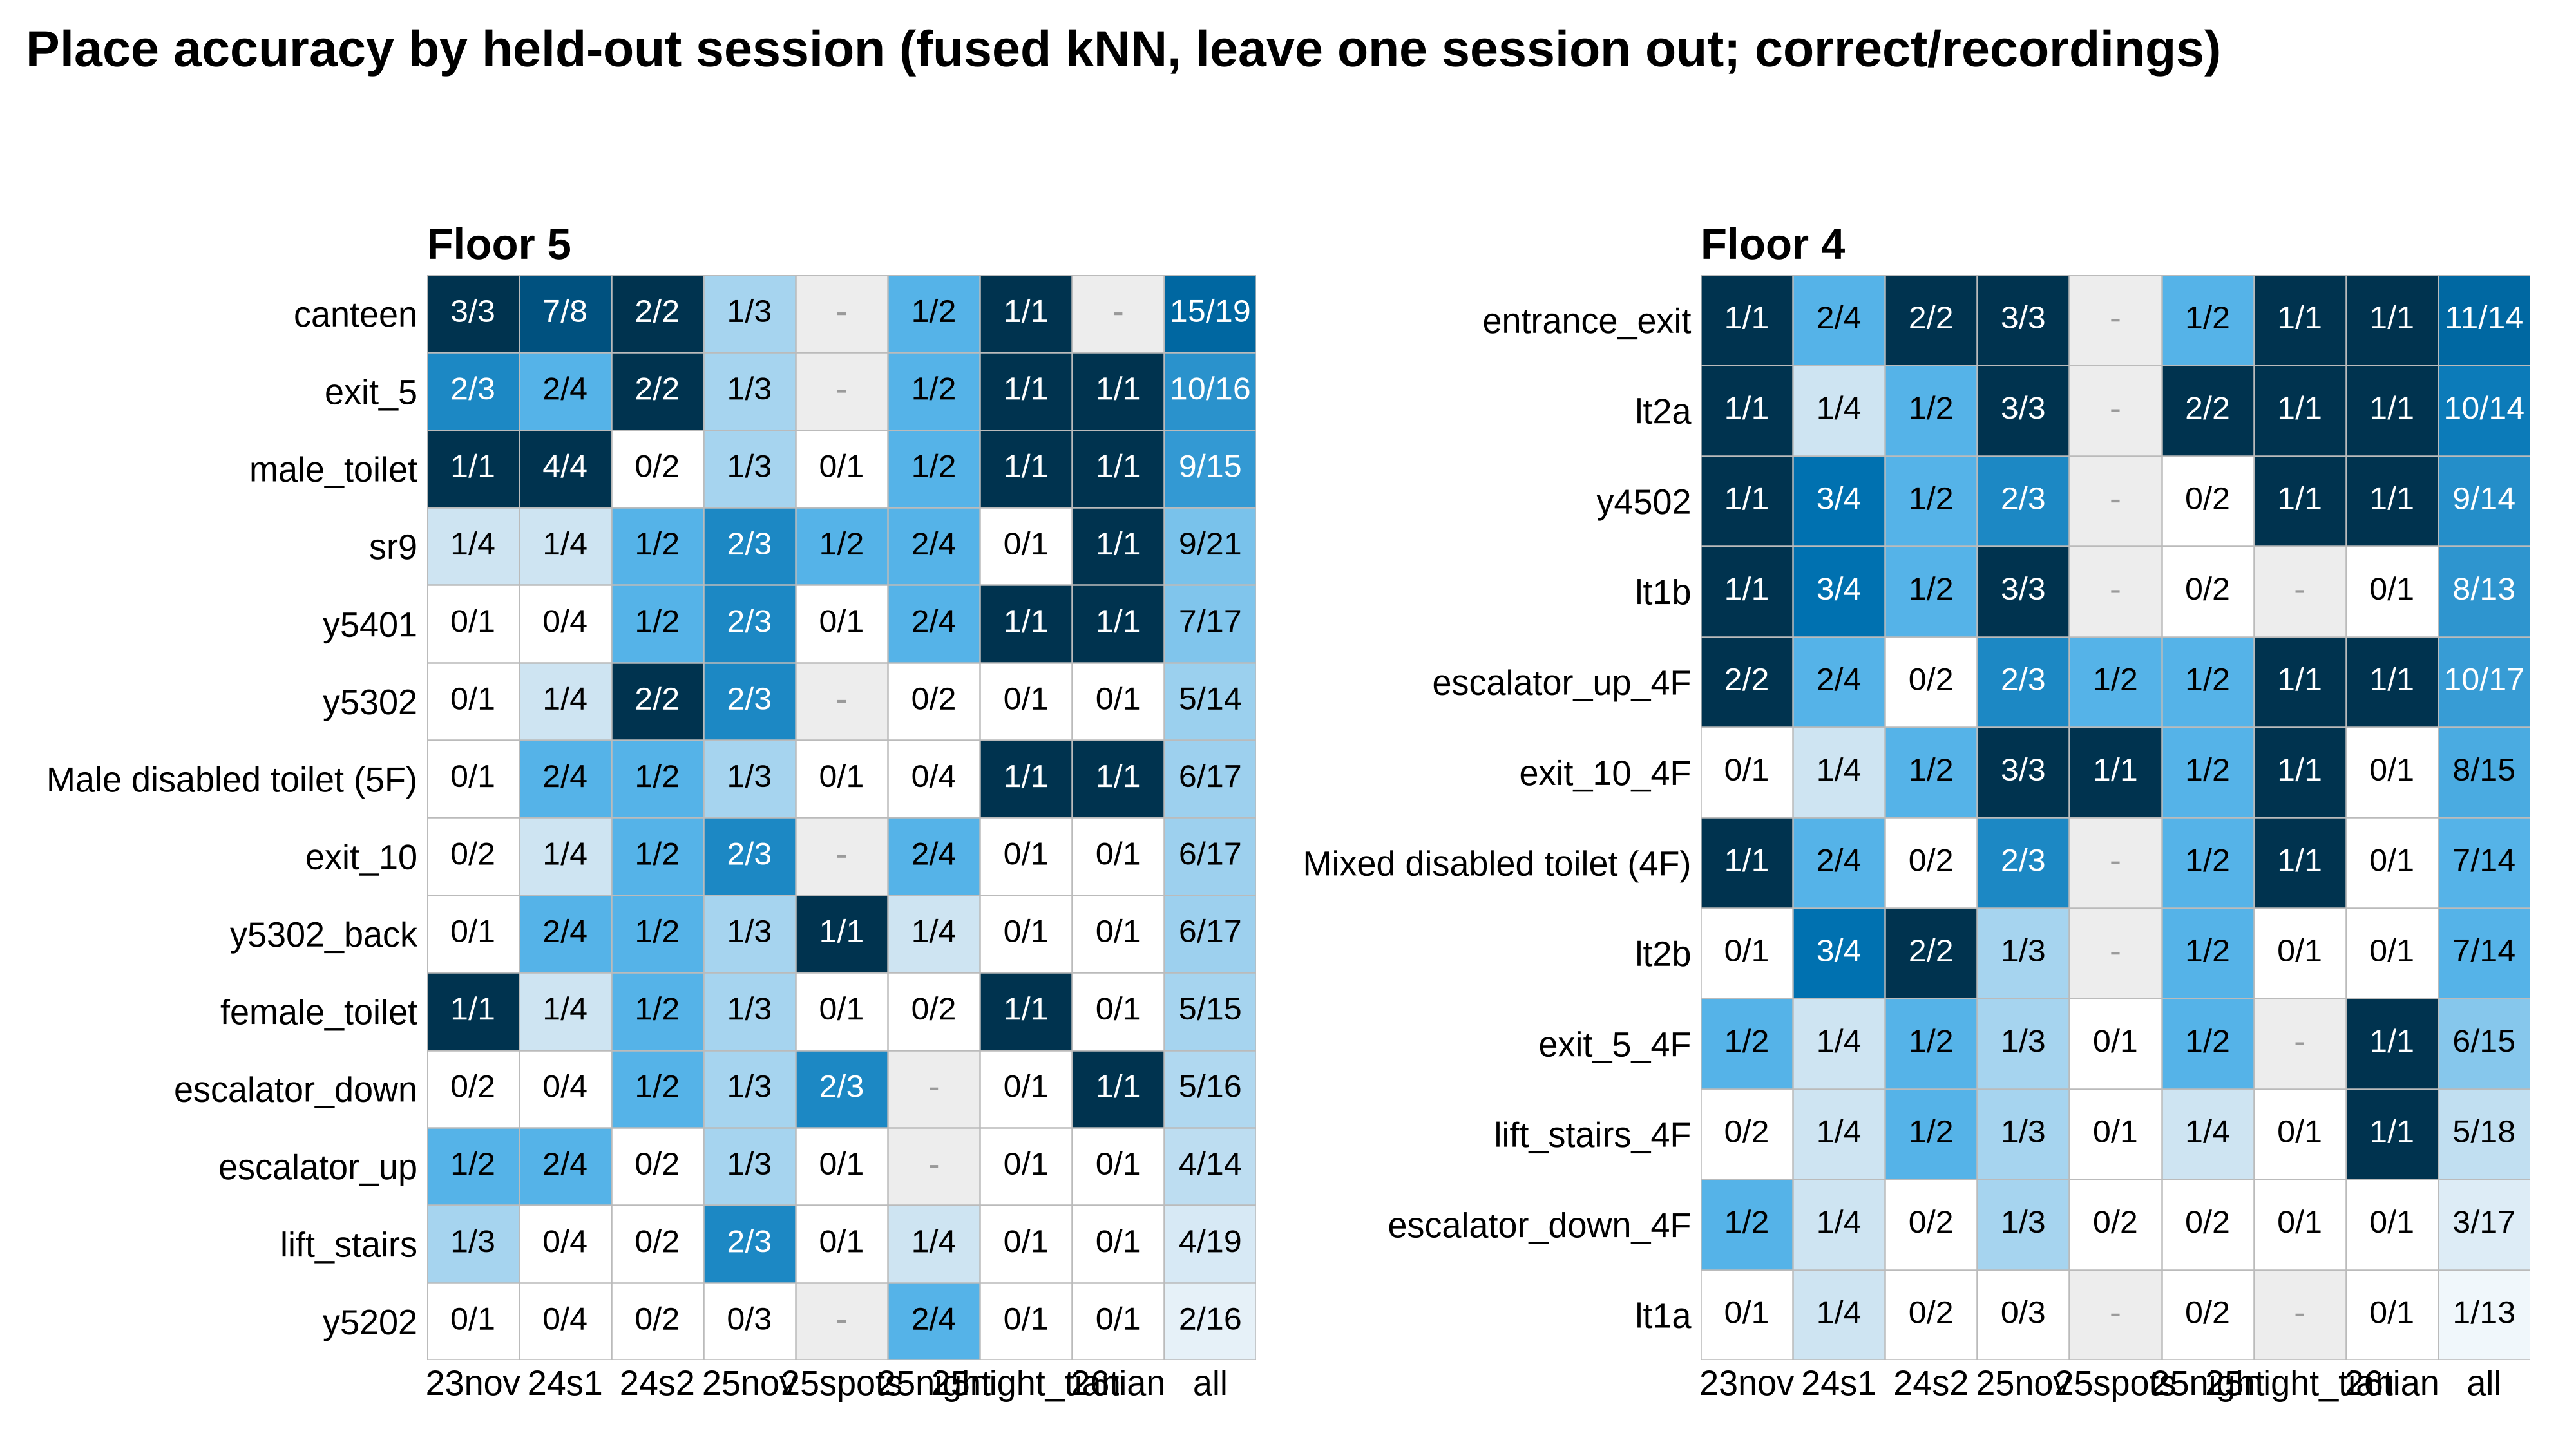 Place accuracy by held-out session (fused kNN, leave one session out; correct/recordings)
Floor 5
canteen 3/3 7/8 2/2 1/3 - 1/2 1/1 - 15/19
exit_5 2/3 2/4 2/2 1/3 - 1/2 1/1 1/1 10/16
male_toilet 1/1 4/4 0/2 1/3 0/1 1/2 1/1 1/1 9/15
sr9 1/4 1/4 1/2 2/3 1/2 2/4 0/1 1/1 9/21
y5401 0/1 0/4 1/2 2/3 0/1 2/4 1/1 1/1 7/17
y5302 0/1 1/4 2/2 2/3 - 0/2 0/1 0/1 5/14
Male disabled toilet (5F) 0/1 2/4 1/2 1/3 0/1 0/4 1/1 1/1 6/17
exit_10 0/2 1/4 1/2 2/3 - 2/4 0/1 0/1 6/17
y5302_back 0/1 2/4 1/2 1/3 1/1 1/4 0/1 0/1 6/17
female_toilet 1/1 1/4 1/2 1/3 0/1 0/2 1/1 0/1 5/15
escalator_down 0/2 0/4 1/2 1/3 2/3 - 0/1 1/1 5/16
escalator_up 1/2 2/4 0/2 1/3 0/1 - 0/1 0/1 4/14
lift_stairs 1/3 0/4 0/2 2/3 0/1 1/4 0/1 0/1 4/19
y5202 0/1 0/4 0/2 0/3 - 2/4 0/1 0/1 2/16
23nov 24s1 24s2 25nov 25spots 25night all
Floor 4
entrance_exit 1/1 2/4 2/2 3/3 - 1/2 1/1 1/1 11/14
lt2a 1/1 1/4 1/2 3/3 - 2/2 1/1 1/1 10/14
y4502 1/1 3/4 1/2 2/3 - 0/2 1/1 1/1 9/14
lt1b 1/1 3/4 1/2 3/3 - 0/2 - 0/1 8/13
escalator_up_4F 2/2 2/4 0/2 2/3 1/2 1/2 1/1 1/1 10/17
exit_10_4F 0/1 1/4 1/2 3/3 1/1 1/2 1/1 0/1 8/15
Mixed disabled toilet (4F) 1/1 2/4 0/2 2/3 - 1/2 1/1 0/1 7/14
lt2b 0/1 3/4 2/2 1/3 - 1/2 0/1 0/1 7/14
exit_5_4F 1/2 1/4 1/2 1/3 0/1 1/2 - 1/1 6/15
lift_stairs_4F 0/2 1/4 1/2 1/3 0/1 1/4 0/1 1/1 5/18
escalator_down_4F 1/2 1/4 0/2 1/3 0/2 0/2 0/1 0/1 3/17
lt1a 0/1 1/4 0/2 0/3 - 0/2 - 0/1 1/13
23nov 24s1 24s2 25nov 25spots 25night all